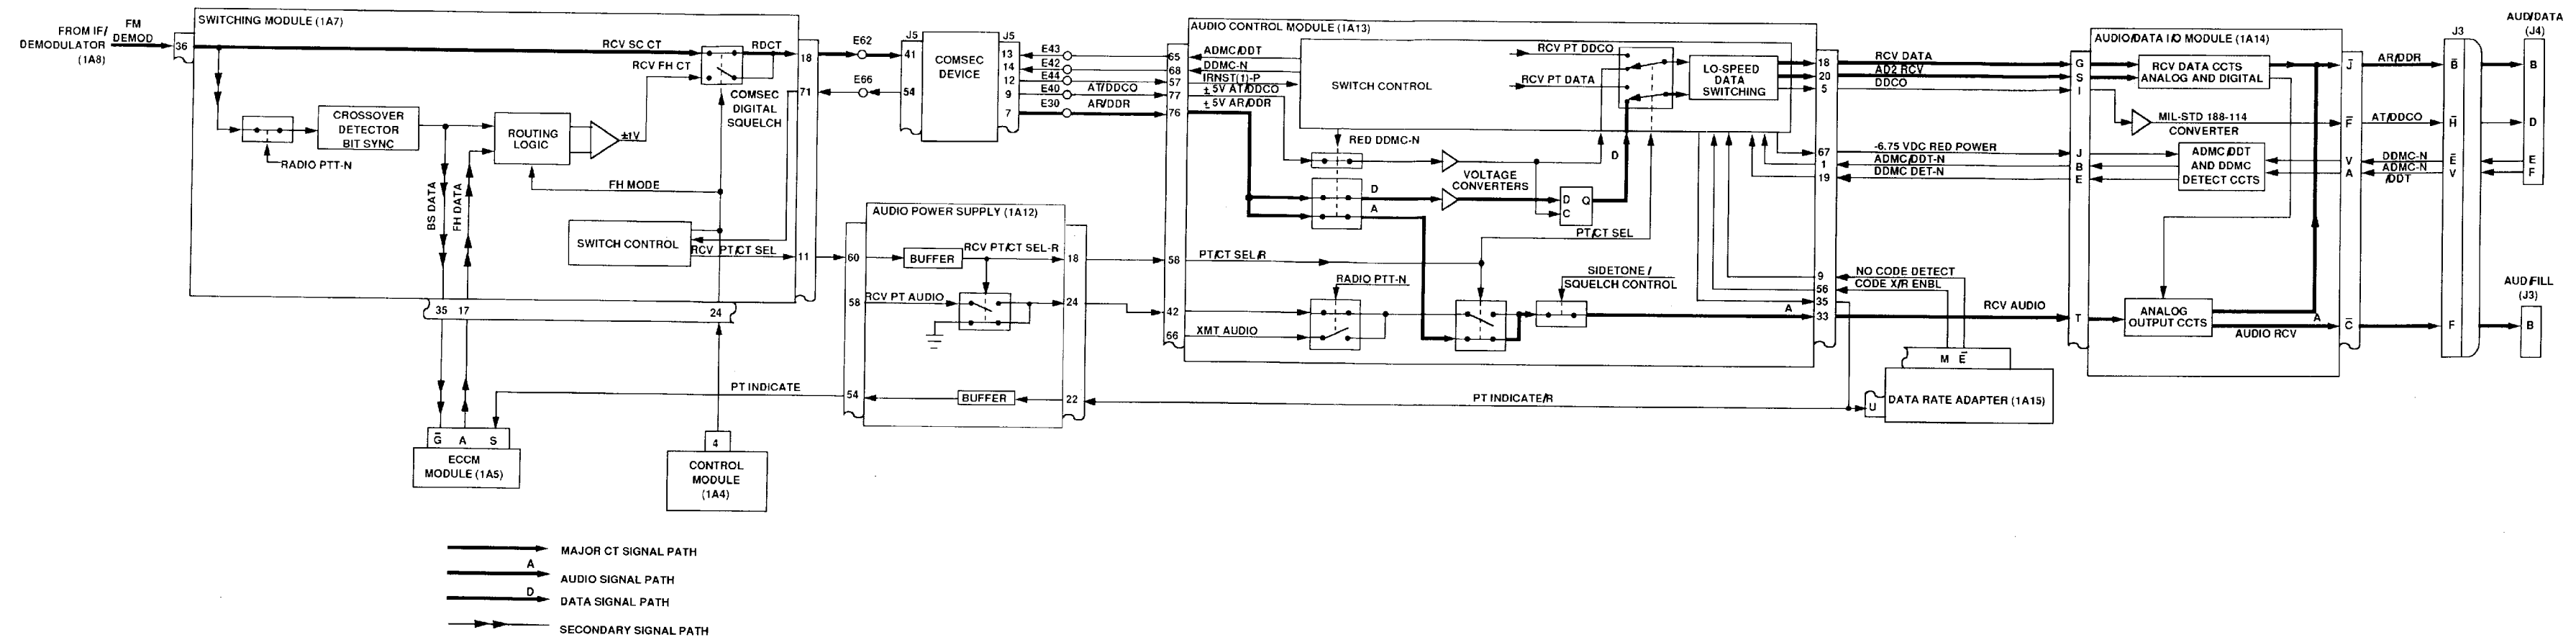 FROM IF/
DEMODULATOR
(1A8)
FM
DEMOD
36
SWITCHING MODULE (1A7)
RCV SC CT
RDCT
RCV FH CT
18
71
COMSEC
DIGITAL
SQUELCH
CROSSOVER
DETECTOR
BIT SYNC
RADIO PTT-N
ROUTING
LOGIC
±1V
FH MODE
BS DATA
FH DATA
SWITCH CONTROL
RCV PT/CT SEL
11
35 17
24
G̅ A S
ECCM
MODULE (1A5)
4
CONTROL
MODULE
(1A4)
E62
E66
J5
41
54
COMSEC
DEVICE
J5
13
14
12
9
7
E43
E42
E44
E40
AT/DDCO
E30
AR/DDR
AUDIO POWER SUPPLY (1A12)
60
BUFFER
RCV PT/CT SEL-R
18
58
RCV PT AUDIO
24
54
BUFFER
22
PT INDICATE
PT INDICATE/R
AUDIO CONTROL MODULE (1A13)
65
ADMC/DDT
68
DDMC-N
57
IRNST(1)-P
77
± 5V AT/DDCO
76
± 5V AR/DDR
SWITCH CONTROL
RCV PT DDCO
RCV PT DATA
LO-SPEED
DATA
SWITCHING
RED DDMC-N
D
D
A
VOLTAGE
CONVERTERS
D Q
C
PT/CT SEL
58
PT/CT SEL/R
RADIO PTT-N
SIDETONE /
SQUELCH CONTROL
42
66
XMT AUDIO
A
18
20
5
67
1
19
9
56
35
33
RCV DATA
AD2 RCV
DDCO
-6.75 VDC RED POWER
ADMC/DDT-N
DDMC DET-N
NO CODE DETECT
CODE X/R ENBL
RCV AUDIO
M E̅
U
DATA RATE ADAPTER (1A15)
AUDIO/DATA I/O MODULE (1A14)
G
S
I
J
B
E
T
RCV DATA CCTS
ANALOG AND DIGITAL
MIL-STD 188-114
CONVERTER
ADMC/DDT
AND DDMC
DETECT CCTS
ANALOG
OUTPUT CCTS
A
AUDIO RCV
J̅
F̅
V
A
C̅
AR/DDR
AT/DDCO
DDMC-N
ADMC-N
/DDT
J3
B̅
H̅
E̅
V
F
AUD/DATA
(J4)
B
D
E
F
AUD/FILL
(J3)
B
MAJOR CT SIGNAL PATH
A
AUDIO SIGNAL PATH
D
DATA SIGNAL PATH
SECONDARY SIGNAL PATH